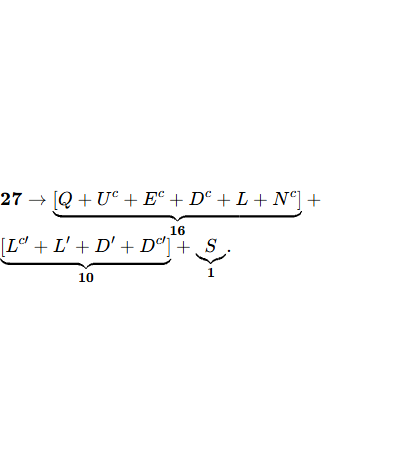 27 → [Q + U^c + E^c + D^c + L + N^c] +
16
[L^{c′} + L′ + D′ + D^{c′}] + S.
10 1